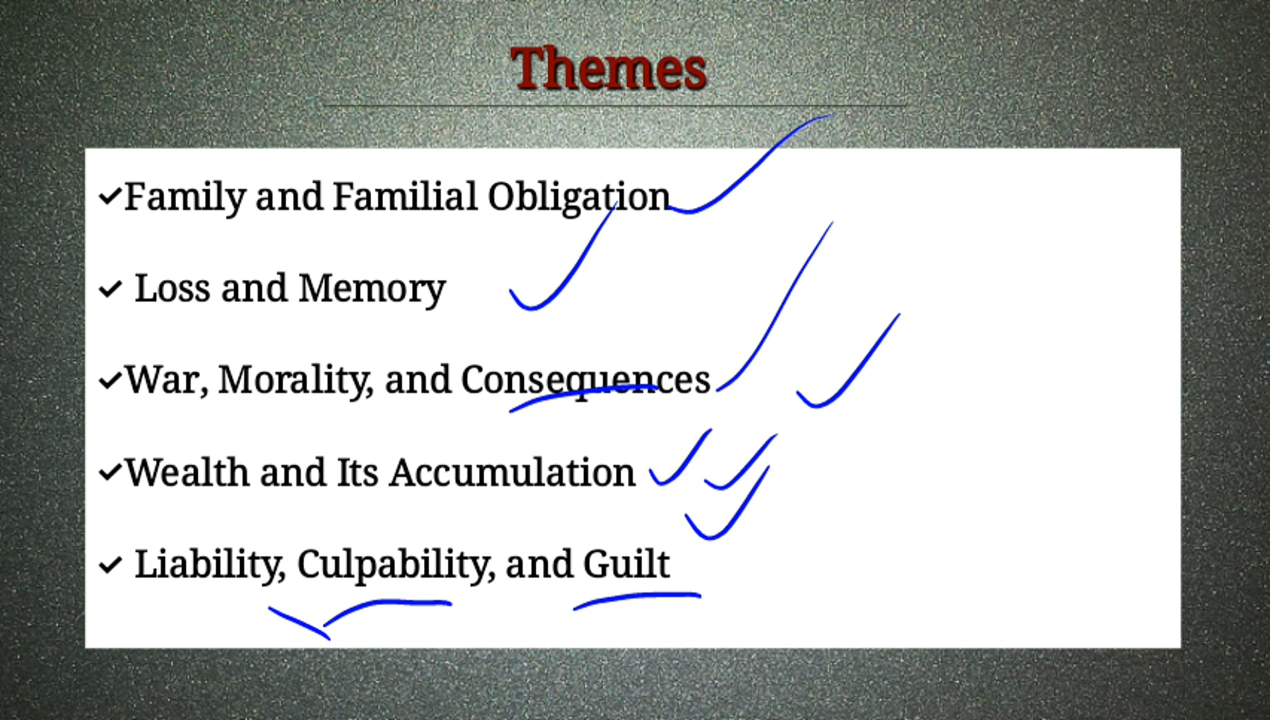 Themes
✓Family and Familial Obligation
✓ Loss and Memory
✓War, Morality, and Consequences
✓Wealth and Its Accumulation
✓ Liability, Culpability, and Guilt